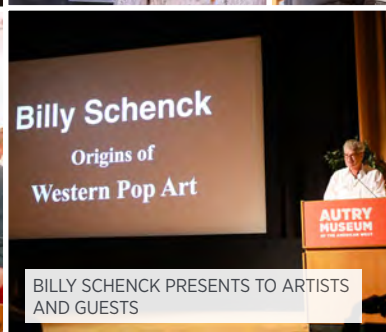 Billy Schenck
Origins of
Western Pop Art
AUTRY
MUSEUM
OF THE AMERICAN WEST
BILLY SCHENCK PRESENTS TO ARTISTS
AND GUESTS